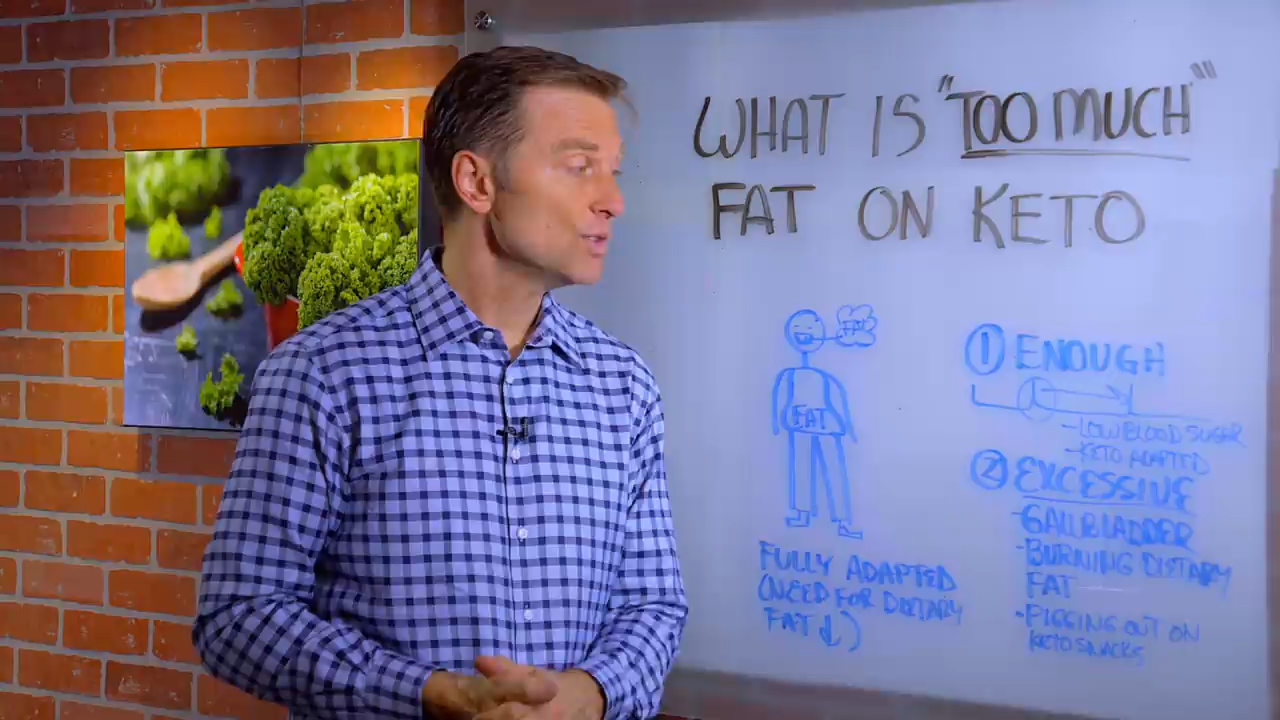 WHAT IS "TOO MUCH"
FAT ON KETO
FAT
FAT
FULLY ADAPTED
(NEED FOR DIETARY
FAT ↓)
① ENOUGH
-LOW BLOOD SUGAR
-KETO ADAPTED
② EXCESSIVE
-GALLBLADDER
-BURNING DIETARY
FAT
-PIGGING OUT ON
KETO SNACKS